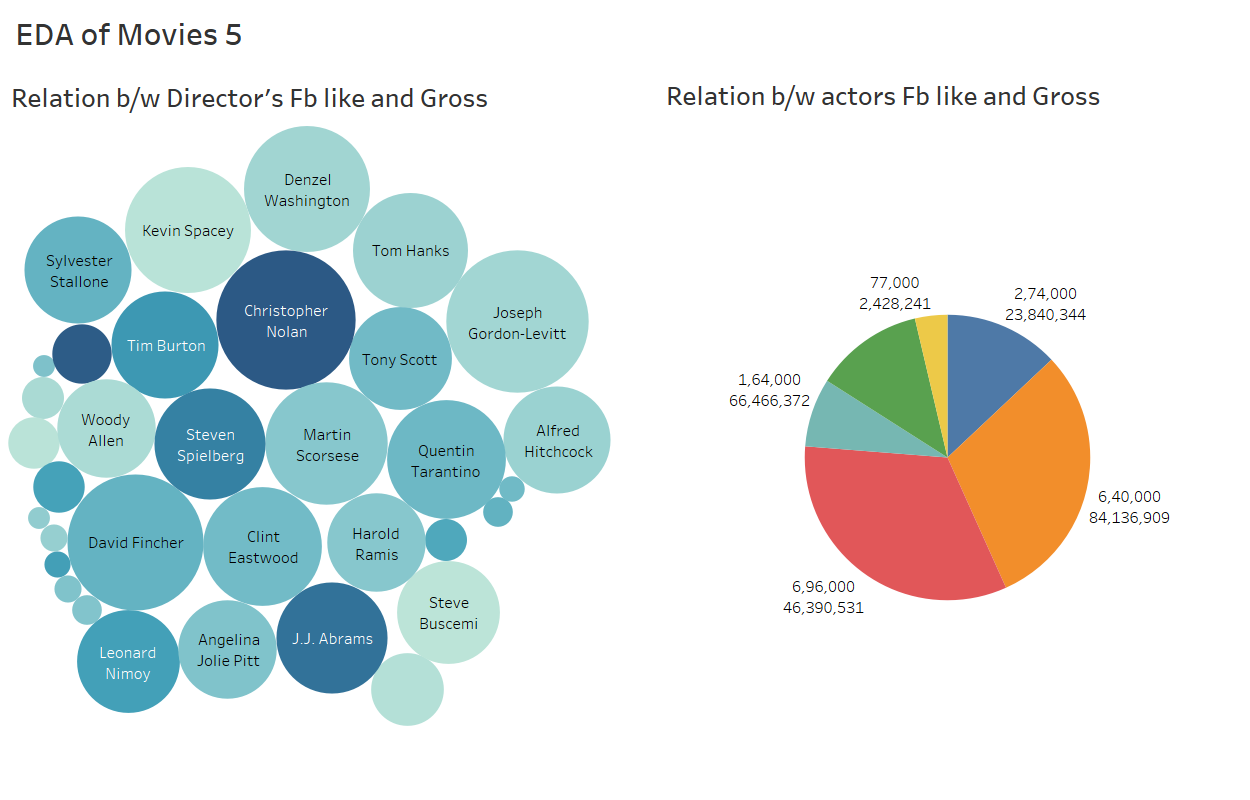 EDA of Movies 5
Relation b/w Director's Fb like and Gross
Denzel
Washington
Kevin Spacey
Tom Hanks
Sylvester
Stallone
Christopher
Nolan
Joseph
Gordon-Levitt
Tim Burton
Tony Scott
Woody
Allen
Steven
Spielberg
Martin
Scorsese
Quentin
Tarantino
Alfred
Hitchcock
David Fincher
Clint
Eastwood
Harold
Ramis
Steve
Buscemi
Leonard
Nimoy
Angelina
Jolie Pitt
J.J. Abrams
Relation b/w actors Fb like and Gross
77,000
2,428,241
2,74,000
23,840,344
1,64,000
66,466,372
6,40,000
84,136,909
6,96,000
46,390,531